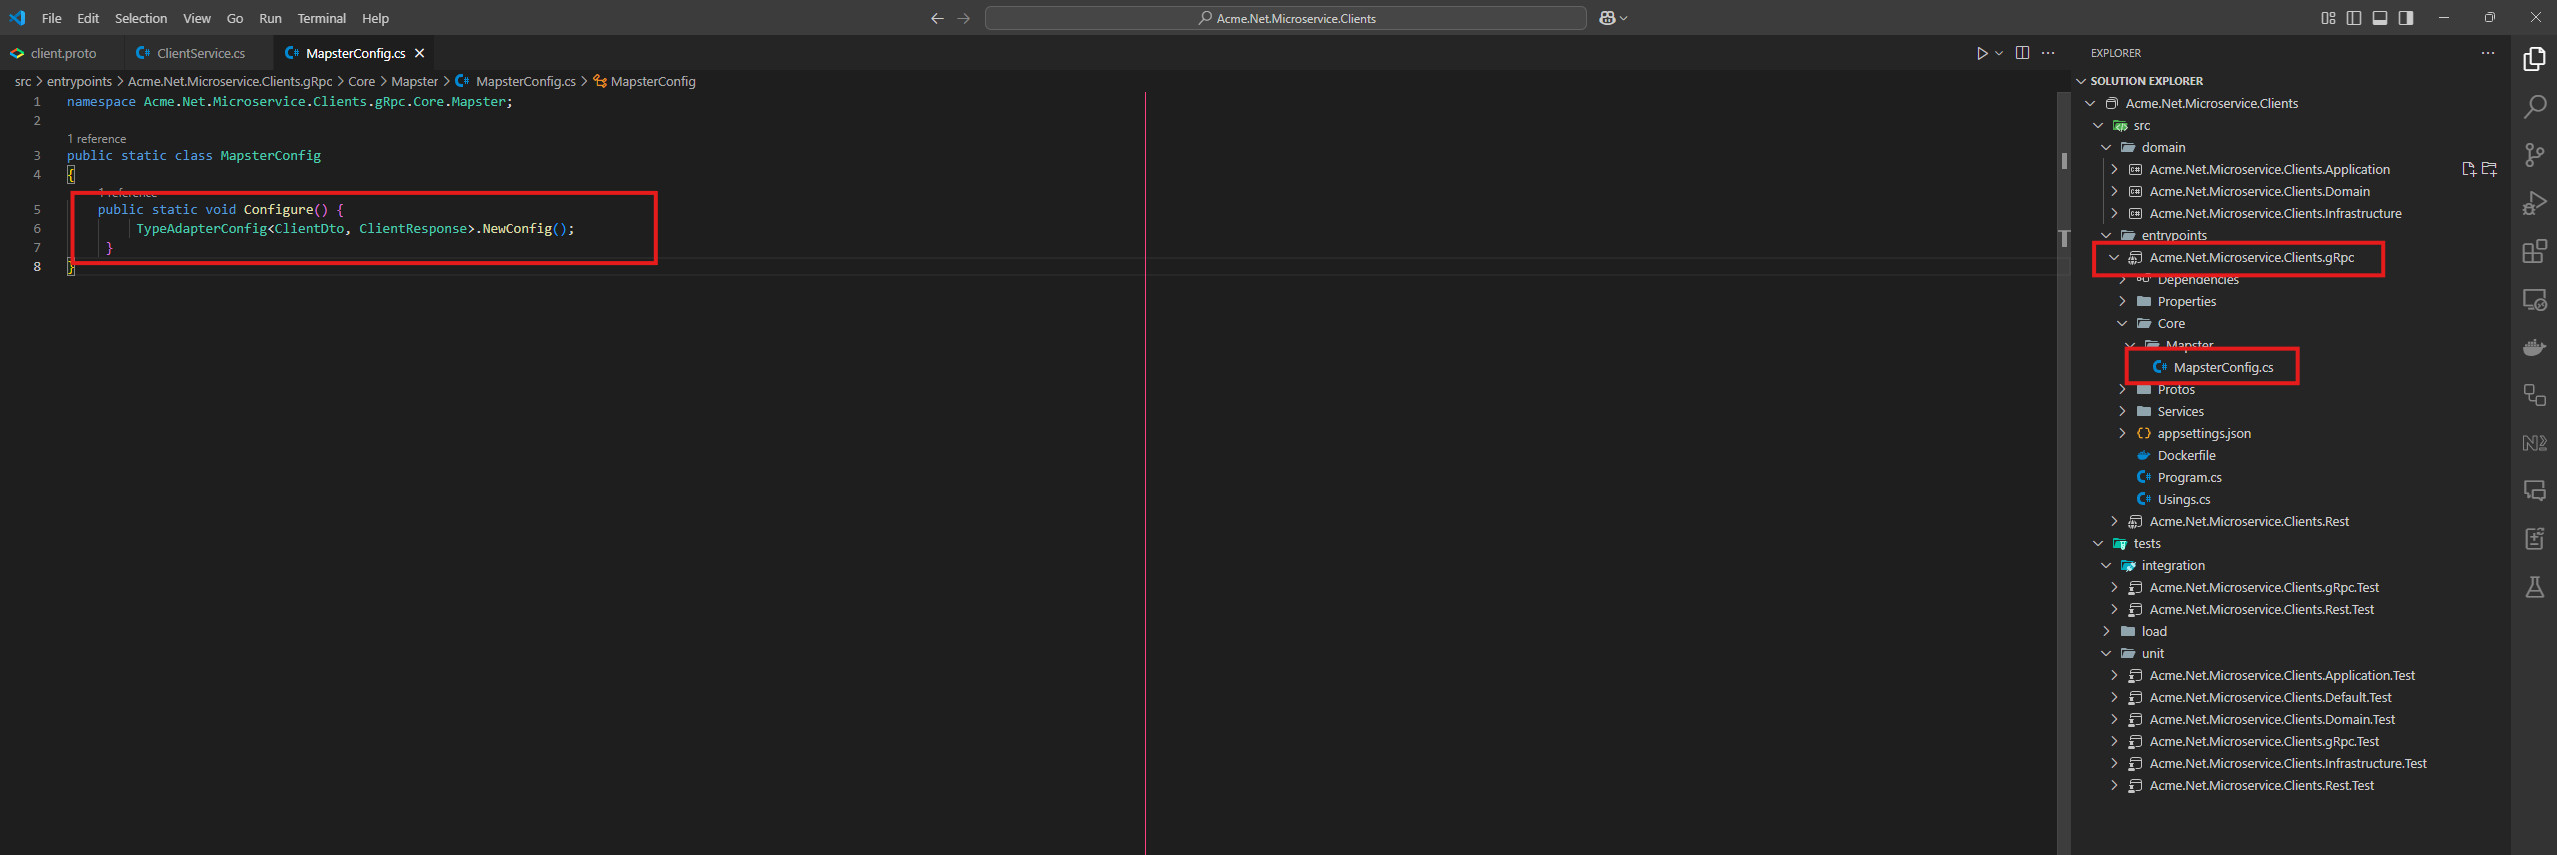 File Edit Selection View Go Run Terminal Help
Acme.Net.Microservice.Clients
client.proto
ClientService.cs
MapsterConfig.cs
src > entrypoints > Acme.Net.Microservice.Clients.gRpc > Core > Mapster > MapsterConfig.cs > MapsterConfig
1 namespace Acme.Net.Microservice.Clients.gRpc.Core.Mapster;
2
1 reference
3 public static class MapsterConfig
4 {
1 reference
5 public static void Configure() {
6 TypeAdapterConfig<ClientDto, ClientResponse>.NewConfig();
7 }
8 }
EXPLORER
SOLUTION EXPLORER
Acme.Net.Microservice.Clients
src
domain
Acme.Net.Microservice.Clients.Application
Acme.Net.Microservice.Clients.Domain
Acme.Net.Microservice.Clients.Infrastructure
entrypoints
Acme.Net.Microservice.Clients.gRpc
Dependencies
Properties
Core
Mapster
MapsterConfig.cs
Protos
Services
appsettings.json
Dockerfile
Program.cs
Usings.cs
Acme.Net.Microservice.Clients.Rest
tests
integration
Acme.Net.Microservice.Clients.gRpc.Test
Acme.Net.Microservice.Clients.Rest.Test
load
unit
Acme.Net.Microservice.Clients.Application.Test
Acme.Net.Microservice.Clients.Default.Test
Acme.Net.Microservice.Clients.Domain.Test
Acme.Net.Microservice.Clients.gRpc.Test
Acme.Net.Microservice.Clients.Infrastructure.Test
Acme.Net.Microservice.Clients.Rest.Test